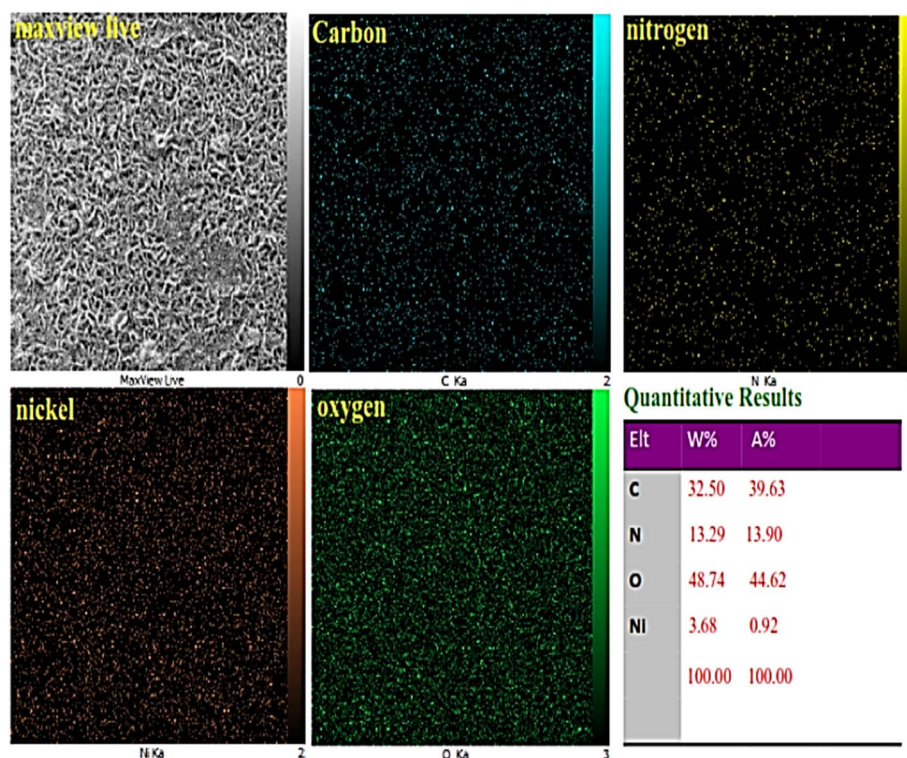 maxview live
Carbon
nitrogen
MaxView Live 0
C Ka 2
N Ka
nickel
oxygen
Quantitative Results
Elt W% A%
C 32.50 39.63
N 13.29 13.90
O 48.74 44.62
Ni 3.68 0.92
100.00 100.00
Ni Ka 2
O Ka 3